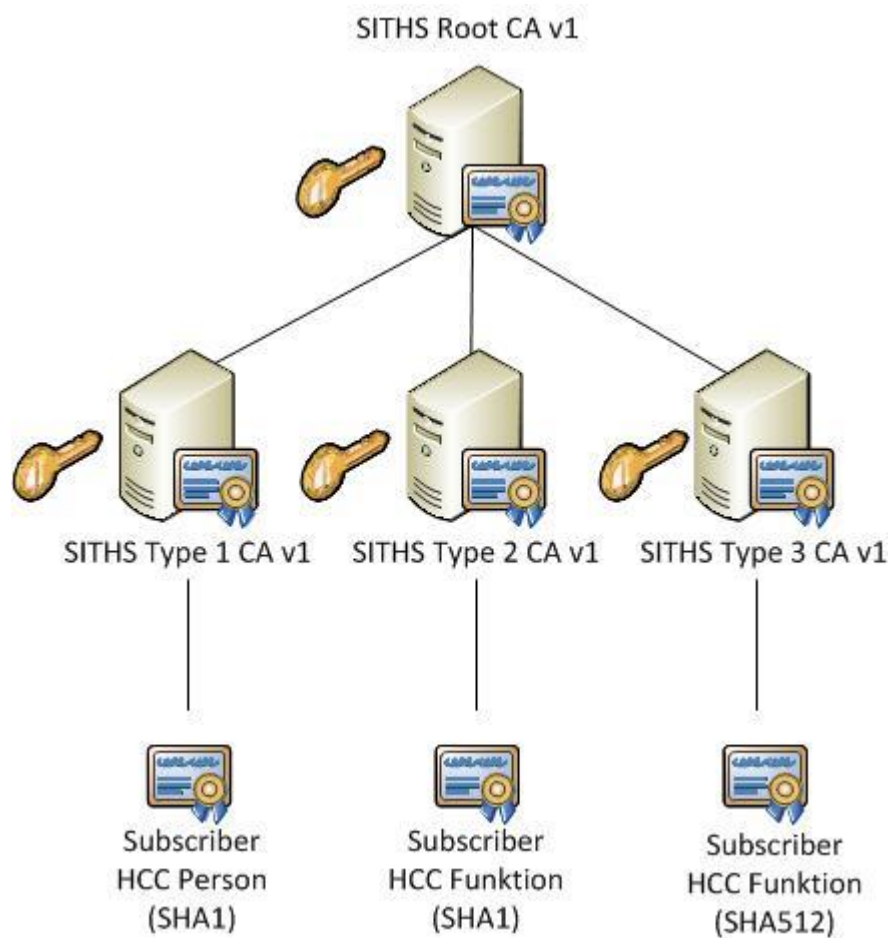 SITHS Root CA v1
SITHS Type 1 CA v1
SITHS Type 2 CA v1
SITHS Type 3 CA v1
Subscriber
HCC Person
(SHA1)
Subscriber
HCC Funktion
(SHA1)
Subscriber
HCC Funktion
(SHA512)